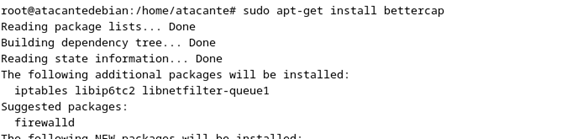 root@atacantedebian:/home/atacante# sudo apt-get install bettercap
Reading package lists... Done
Building dependency tree... Done
Reading state information... Done
The following additional packages will be installed:
  iptables libip6tc2 libnetfilter-queue1
Suggested packages:
  firewalld
The following NEW packages will be installed: